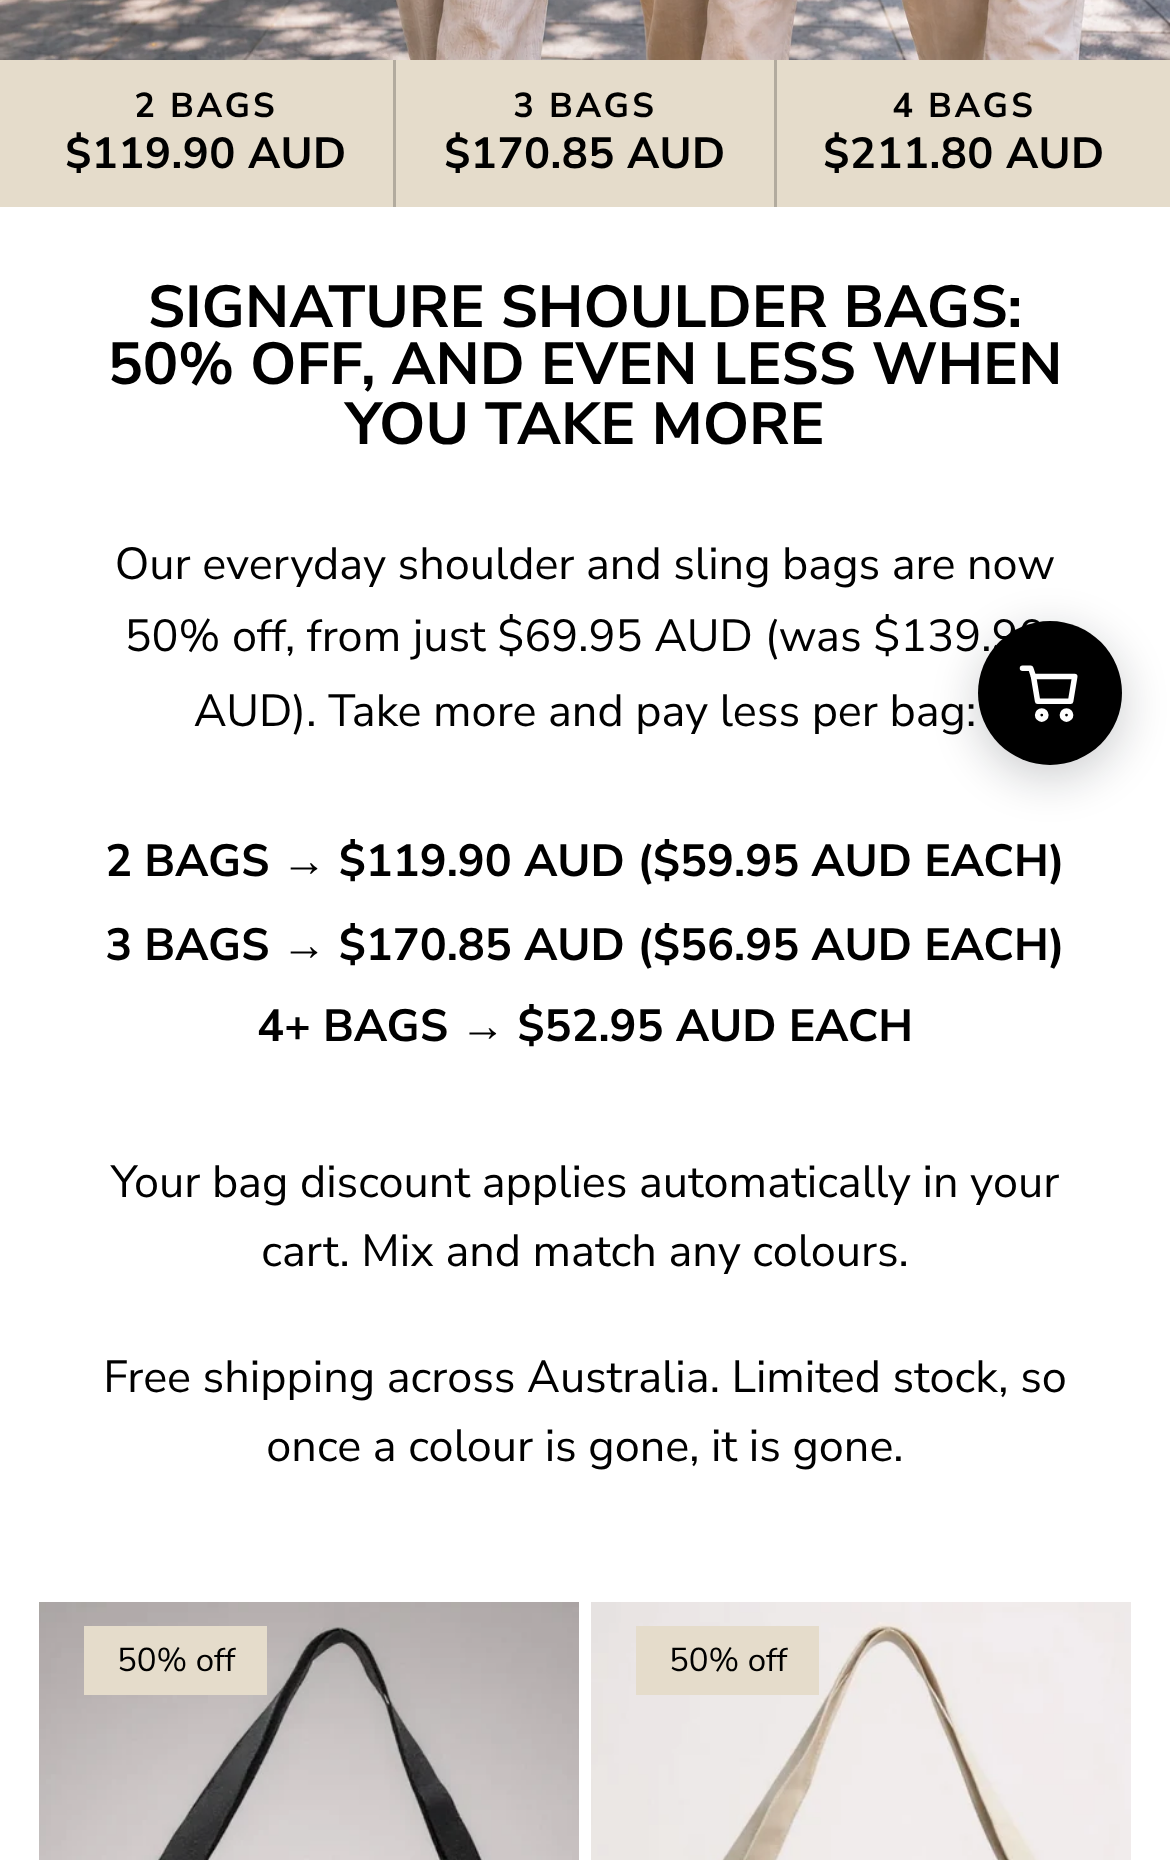 2 BAGS
$119.90 AUD
3 BAGS
$170.85 AUD
4 BAGS
$211.80 AUD
SIGNATURE SHOULDER BAGS:
50% OFF, AND EVEN LESS WHEN
YOU TAKE MORE
Our everyday shoulder and sling bags are now
50% off, from just $69.95 AUD (was
AUD). Take more and pay less per bag:
2 BAGS → $119.90 AUD ($59.95 AUD EACH)
3 BAGS → $170.85 AUD ($56.95 AUD EACH)
4+ BAGS → $52.95 AUD EACH
Your bag discount applies automatically in your
cart. Mix and match any colours.
Free shipping across Australia. Limited stock, so
once a colour is gone, it is gone.
50% off
50% off